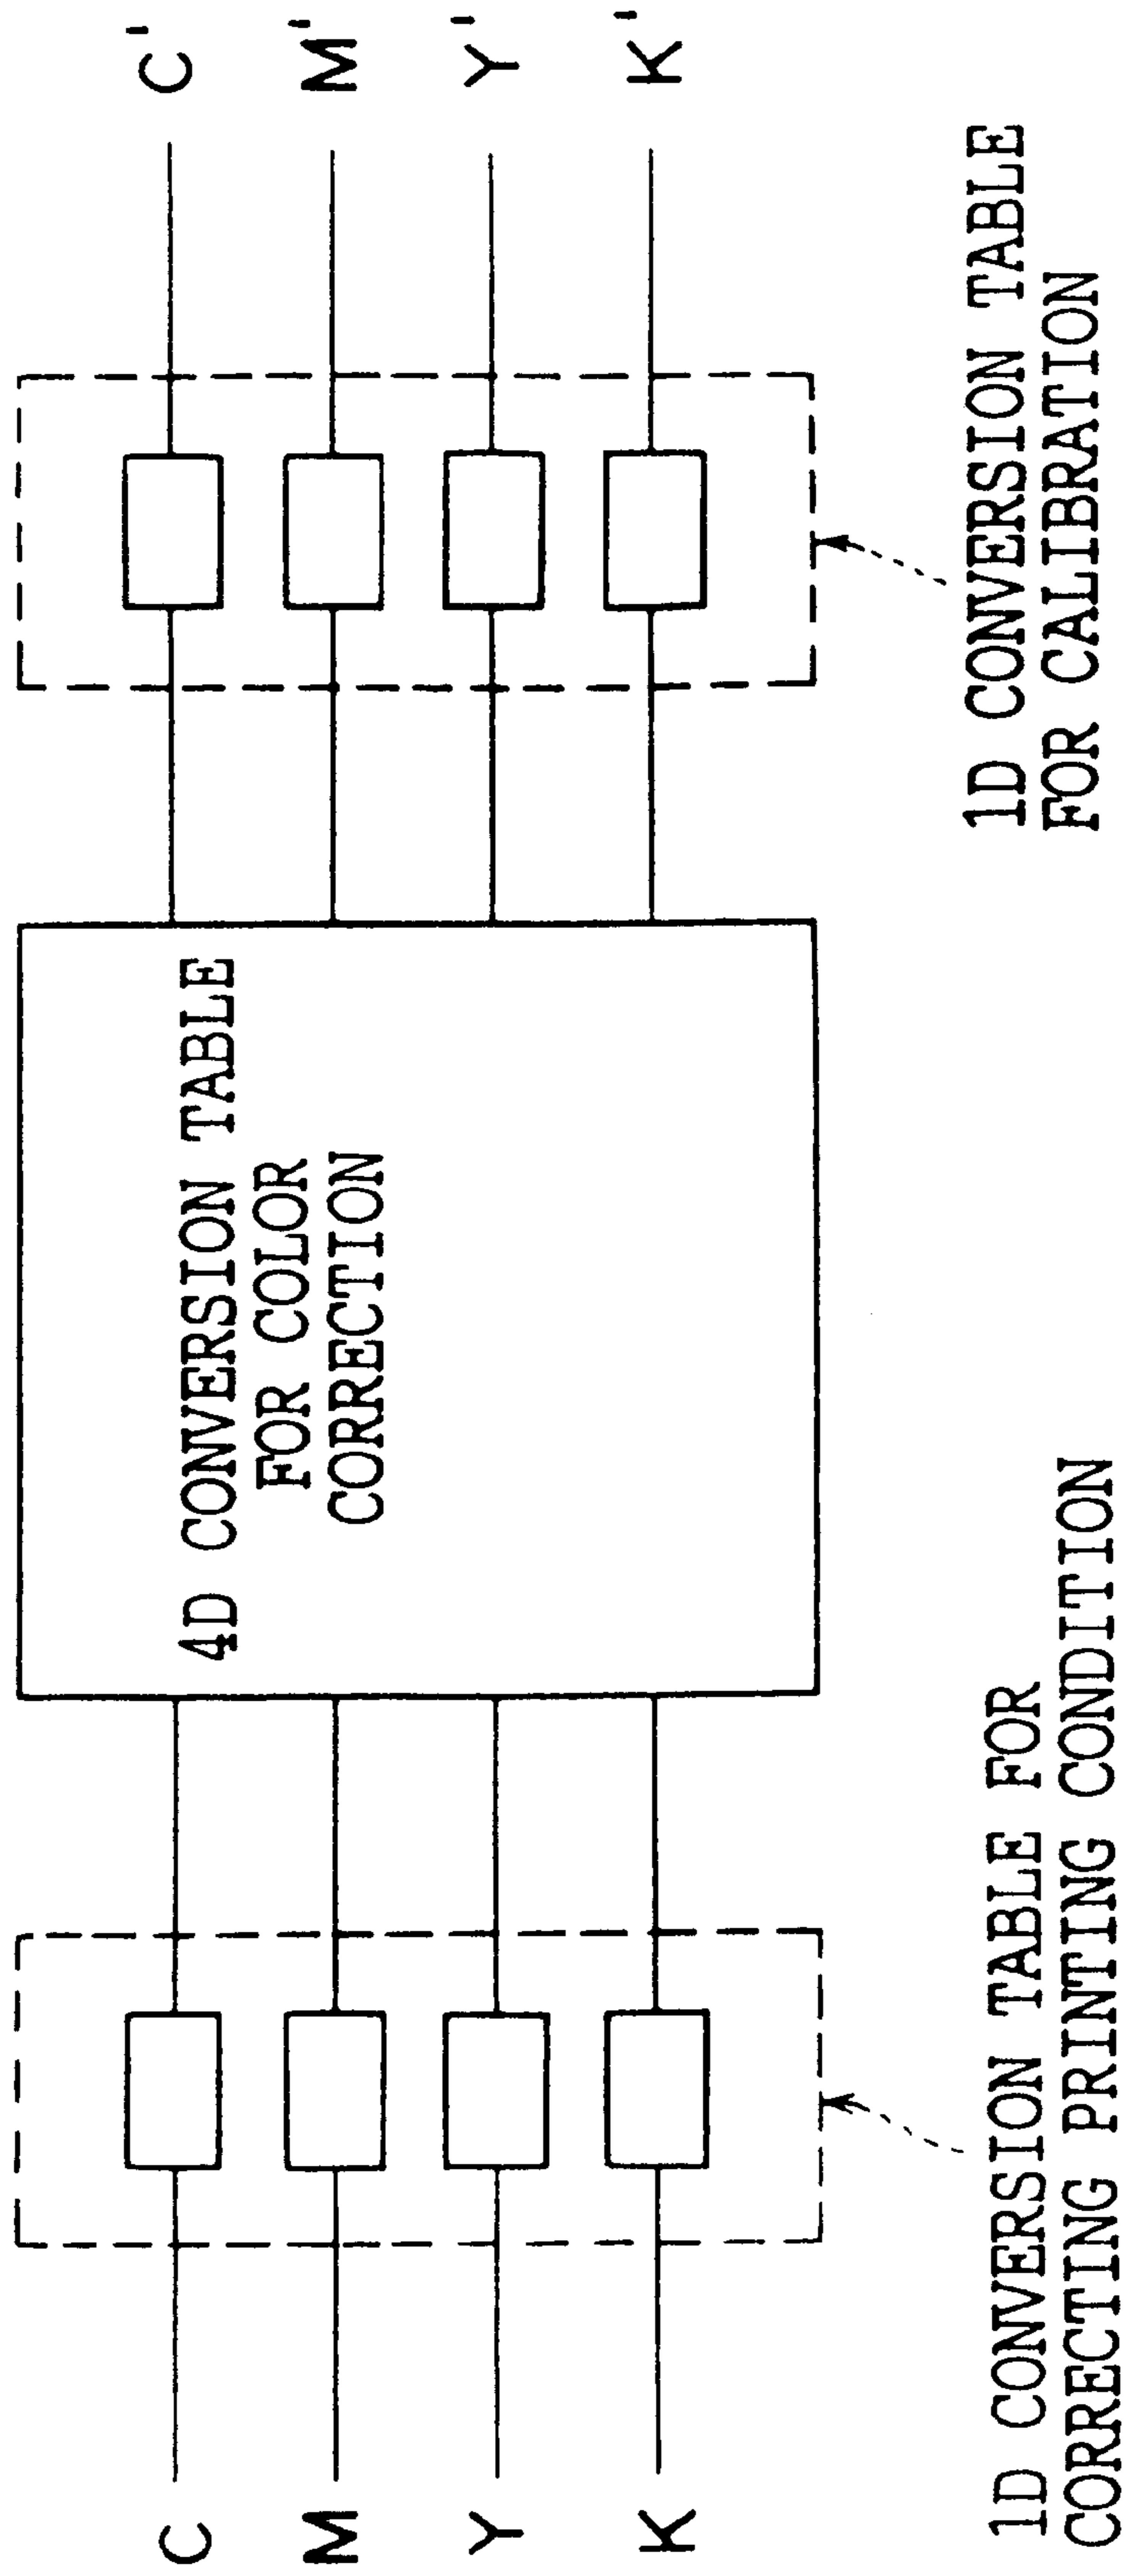 C
M
Y
K
1D CONVERSION TABLE FOR
CORRECTING PRINTING CONDITION
4D CONVERSION TABLE
FOR COLOR
CORRECTION
1D CONVERSION TABLE
FOR CALIBRATION
C'
M'
Y'
K'